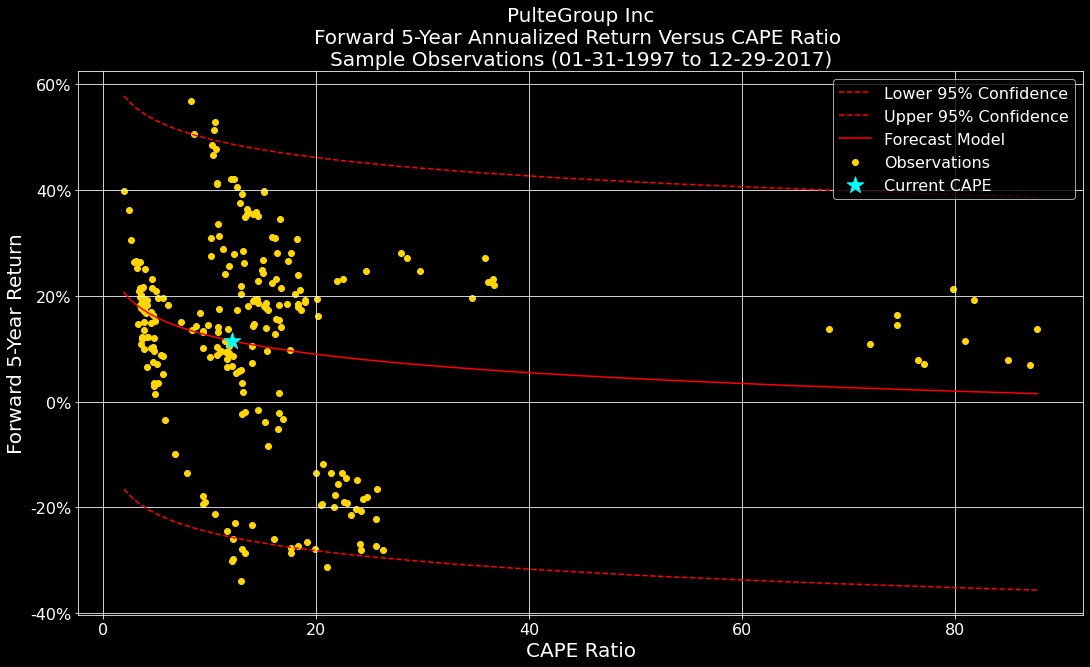 PulteGroup Inc
Forward 5-Year Annualized Return Versus CAPE Ratio
Sample Observations (01-31-1997 to 12-29-2017)
60%
40%
20%
0%
-20%
-40%
Forward 5-Year Return
Lower 95% Confidence
Upper 95% Confidence
Forecast Model
Observations
Current CAPE
0 20 40 60 80
CAPE Ratio